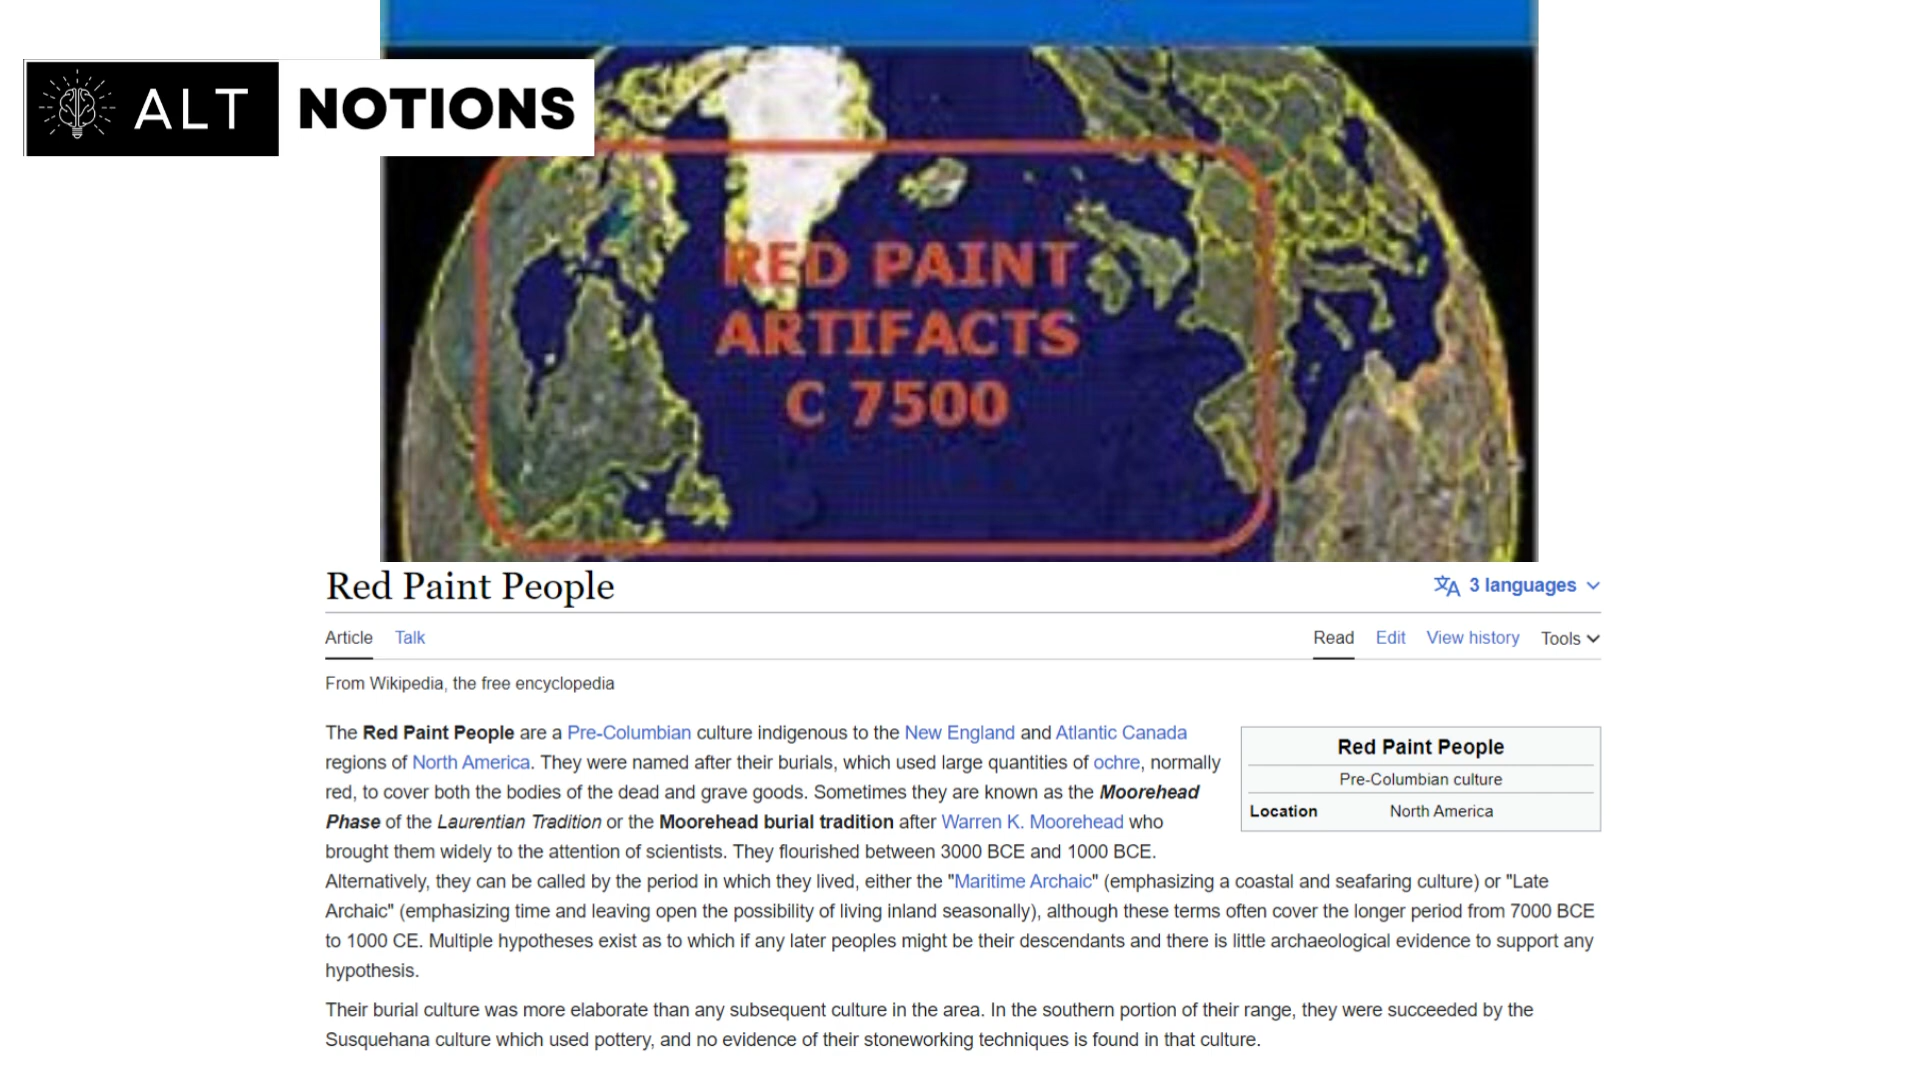 ALT NOTIONS
RED PAINT
ARTIFACTS
C 7500
Red Paint People
3 languages
Article Talk
Read Edit View history Tools
From Wikipedia, the free encyclopedia
The Red Paint People are a Pre-Columbian culture indigenous to the New England and Atlantic Canada
regions of North America. They were named after their burials, which used large quantities of ochre, normally
red, to cover both the bodies of the dead and grave goods. Sometimes they are known as the Moorehead
Phase of the Laurentian Tradition or the Moorehead burial tradition after Warren K. Moorehead who
brought them widely to the attention of scientists. They flourished between 3000 BCE and 1000 BCE.
Red Paint People
Pre-Columbian culture
Location North America
Alternatively, they can be called by the period in which they lived, either the "Maritime Archaic" (emphasizing a coastal and seafaring culture) or "Late
Archaic" (emphasizing time and leaving open the possibility of living inland seasonally), although these terms often cover the longer period from 7000 BCE
to 1000 CE. Multiple hypotheses exist as to which if any later peoples might be their descendants and there is little archaeological evidence to support any
hypothesis.
Their burial culture was more elaborate than any subsequent culture in the area. In the southern portion of their range, they were succeeded by the
Susquehana culture which used pottery, and no evidence of their stoneworking techniques is found in that culture.